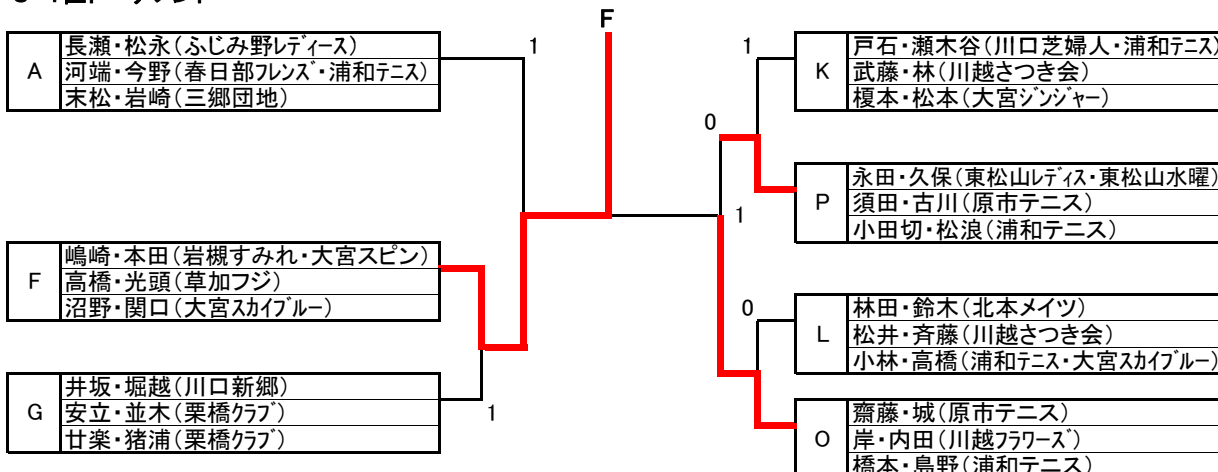 F
1
A
長瀬・松永(ふじみ野レディース)
河端・今野(春日部フレンズ・浦和テニス)
末松・岩崎(三郷団地)
F
嶋崎・本田(岩槻すみれ・大宮スピン)
高橋・光頭(草加フジ)
沼野・関口(大宮スカイブルー)
G
井坂・堀越(川口新郷)
安立・並木(栗橋クラブ)
廿楽・猪浦(栗橋クラブ)
1
1
K
戸石・瀬木谷(川口芝婦人・浦和テニス)
武藤・林(川越さつき会)
榎本・松本(大宮ジンジャー)
0
P
永田・久保(東松山レディス・東松山水曜)
須田・古川(原市テニス)
小田切・松浪(浦和テニス)
1
0
L
林田・鈴木(北本メイツ)
松井・斉藤(川越さつき会)
小林・高橋(浦和テニス・大宮スカイブルー)
O
齋藤・城(原市テニス)
岸・内田(川越フラワーズ)
橋本・島野(浦和テニス)